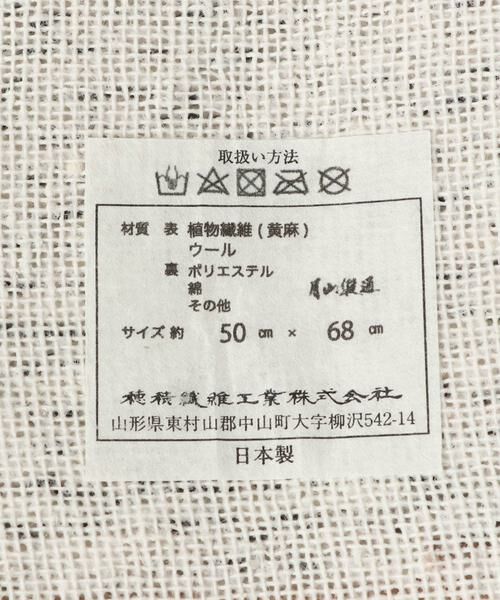 取扱い方法
材質 表 植物繊維(黄麻)
ウール
裏 ポリエステル
綿
その他
月山緞通
サイズ約 50 ㎝ × 68 ㎝
穂積繊維工業株式会社
山形県東村山郡中山町大字柳沢542-14
日本製